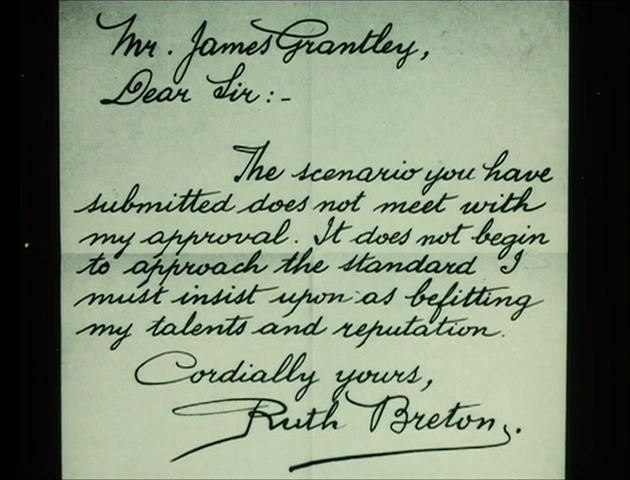 Mr. James Grantley,
Dear Sir:-
The scenario you have
submitted does not meet with
my approval. It does not begin
to approach the standard I
must insist upon as befitting
my talents and reputation.
Cordially yours,
Ruth Breton.